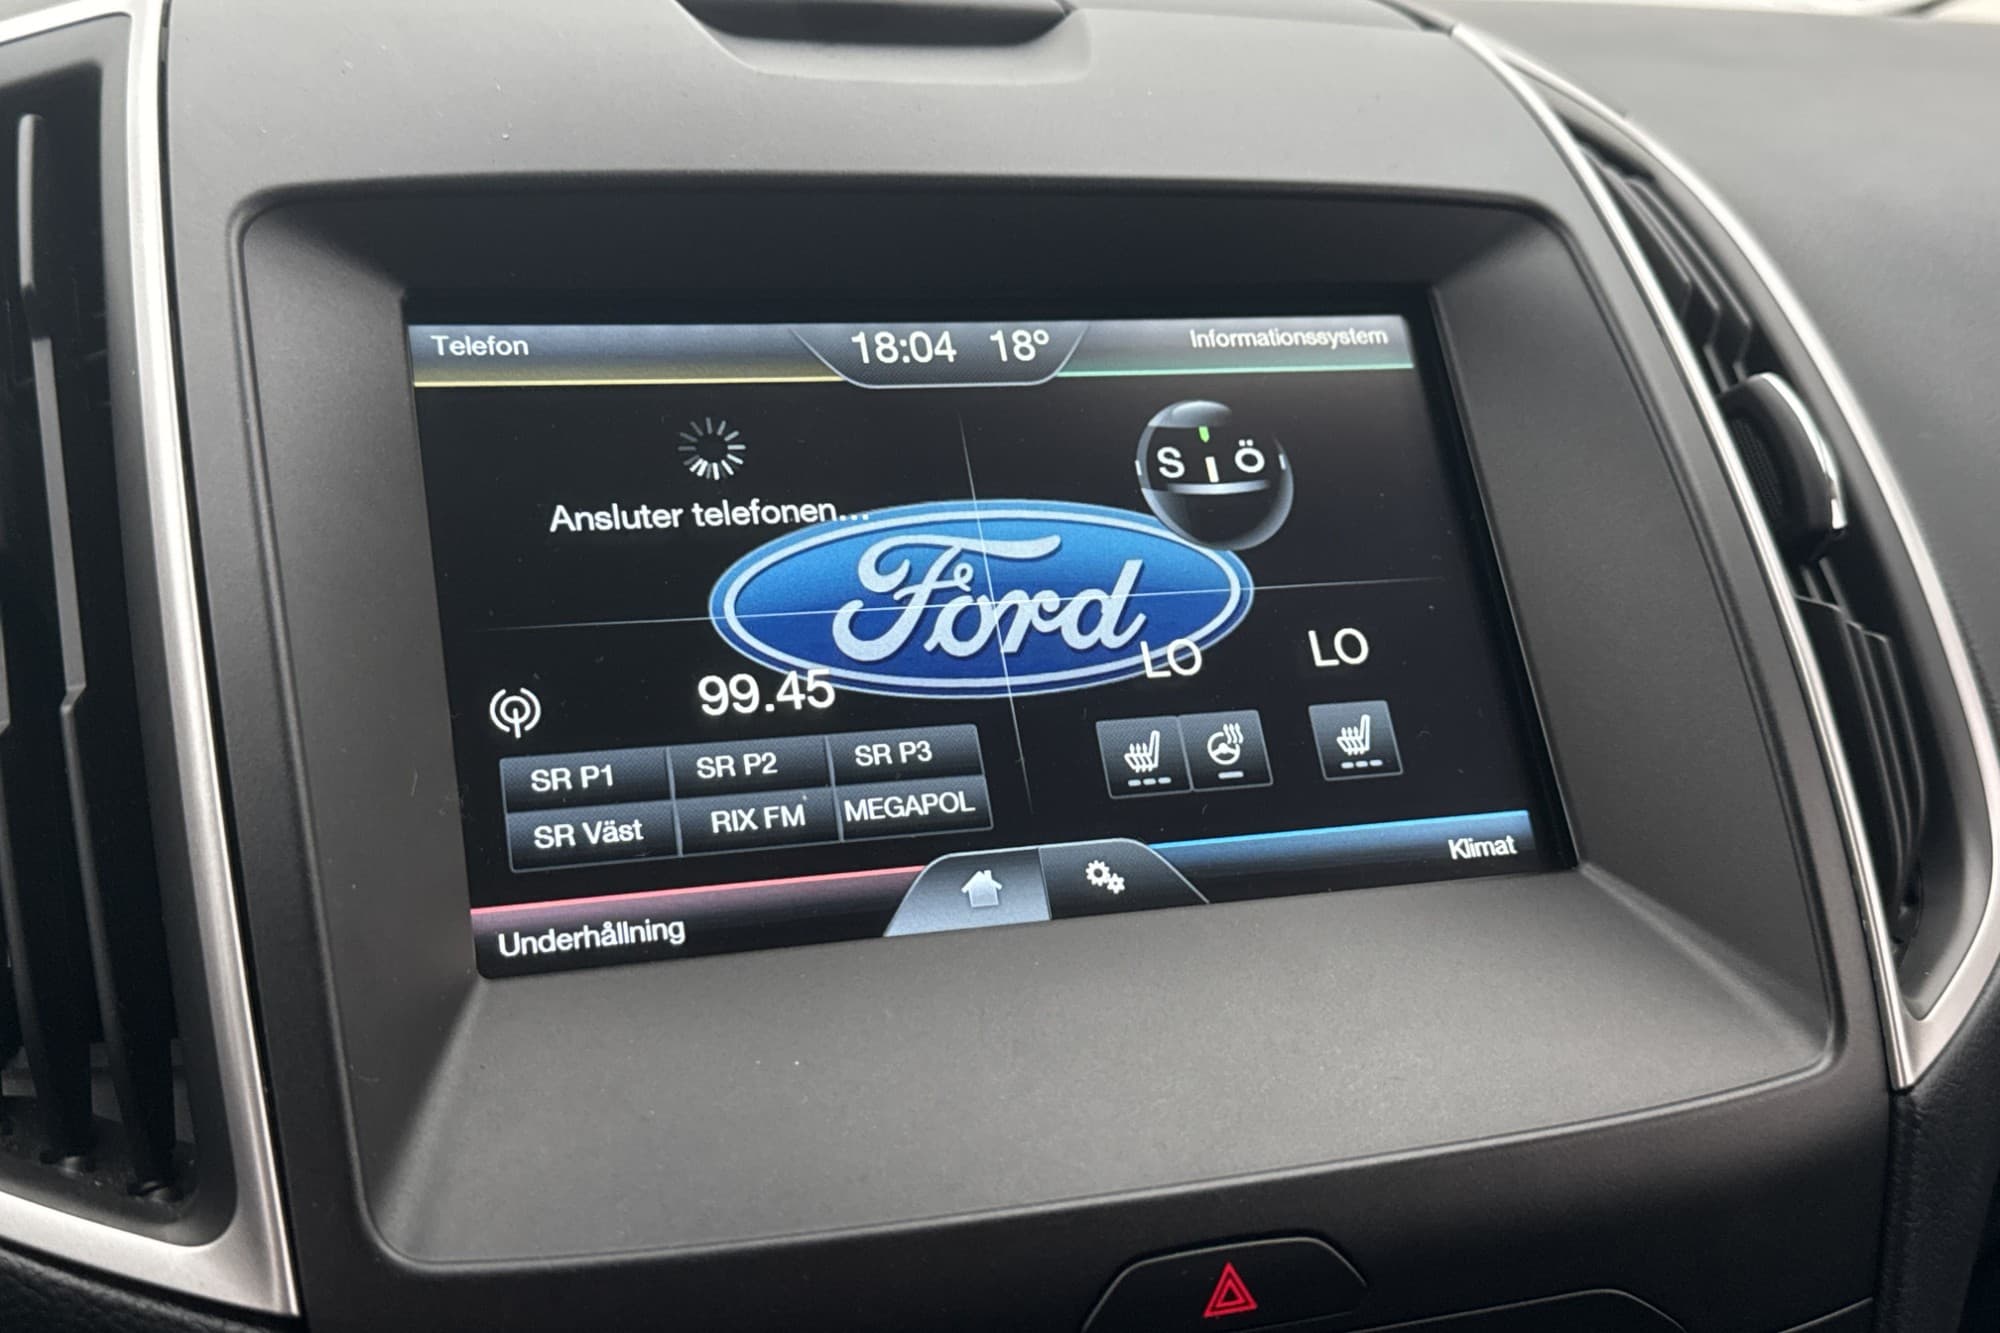 Telefon
18:04 18°
Informationssystem
Ansluter telefonen...
S Ö
Ford
99.45
LO
LO
SR P1
SR P2
SR P3
SR Väst
RIX FM
MEGAPOL
Underhållning
Klimat